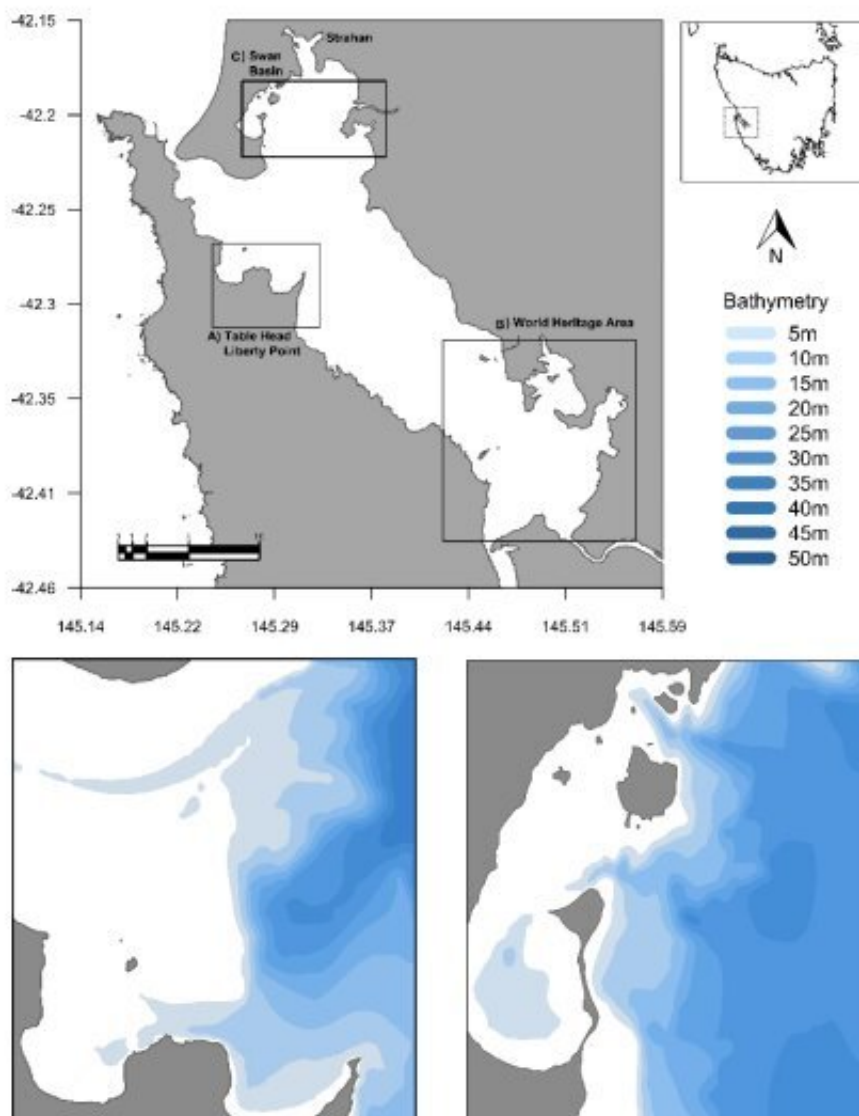 -42.15
-42.2
-42.25
-42.3
-42.35
-42.41
-42.46
145.14
145.22
145.29
145.37
145.44
145.51
145.59
Strahan
C) Swan
Basin
A) Table Head
Liberty Point
B) World Heritage Area
N
Bathymetry
5m
10m
15m
20m
25m
30m
35m
40m
45m
50m